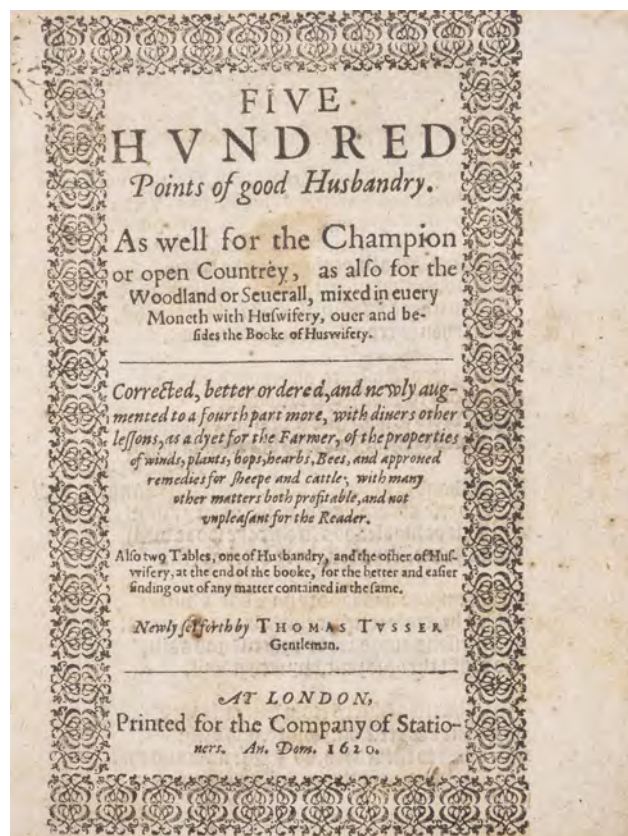 FIVE
HVNDRED
Points of good Husbandry.
As well for the Champion
or open Countrey, as alſo for the
Woodland or Seuerall, mixed in euery
Moneth with Huſwifery, ouer and be-
ſides the Booke of Huswifery.
Corrected, better ordered, and newly aug-
mented to a fourth part more, with diuers other
leſſons, as a dyet for the Farmer, of the properties
of winds, plants, hops, hearbs, Bees, and approued
remedies for ſheepe and cattle, with many
other matters both profitable, and not
vnpleaſant for the Reader.
Alſo two Tables, one of Husbandry, and the other of Huſ-
wifery, at the end of the booke, for the better and eaſier
finding out of any matter contained in the ſame.
Newly ſet forth by THOMAS TVSSER
Gentleman.
AT LONDON,
Printed for the Company of Statio-
ners. An. Dom. 1620.